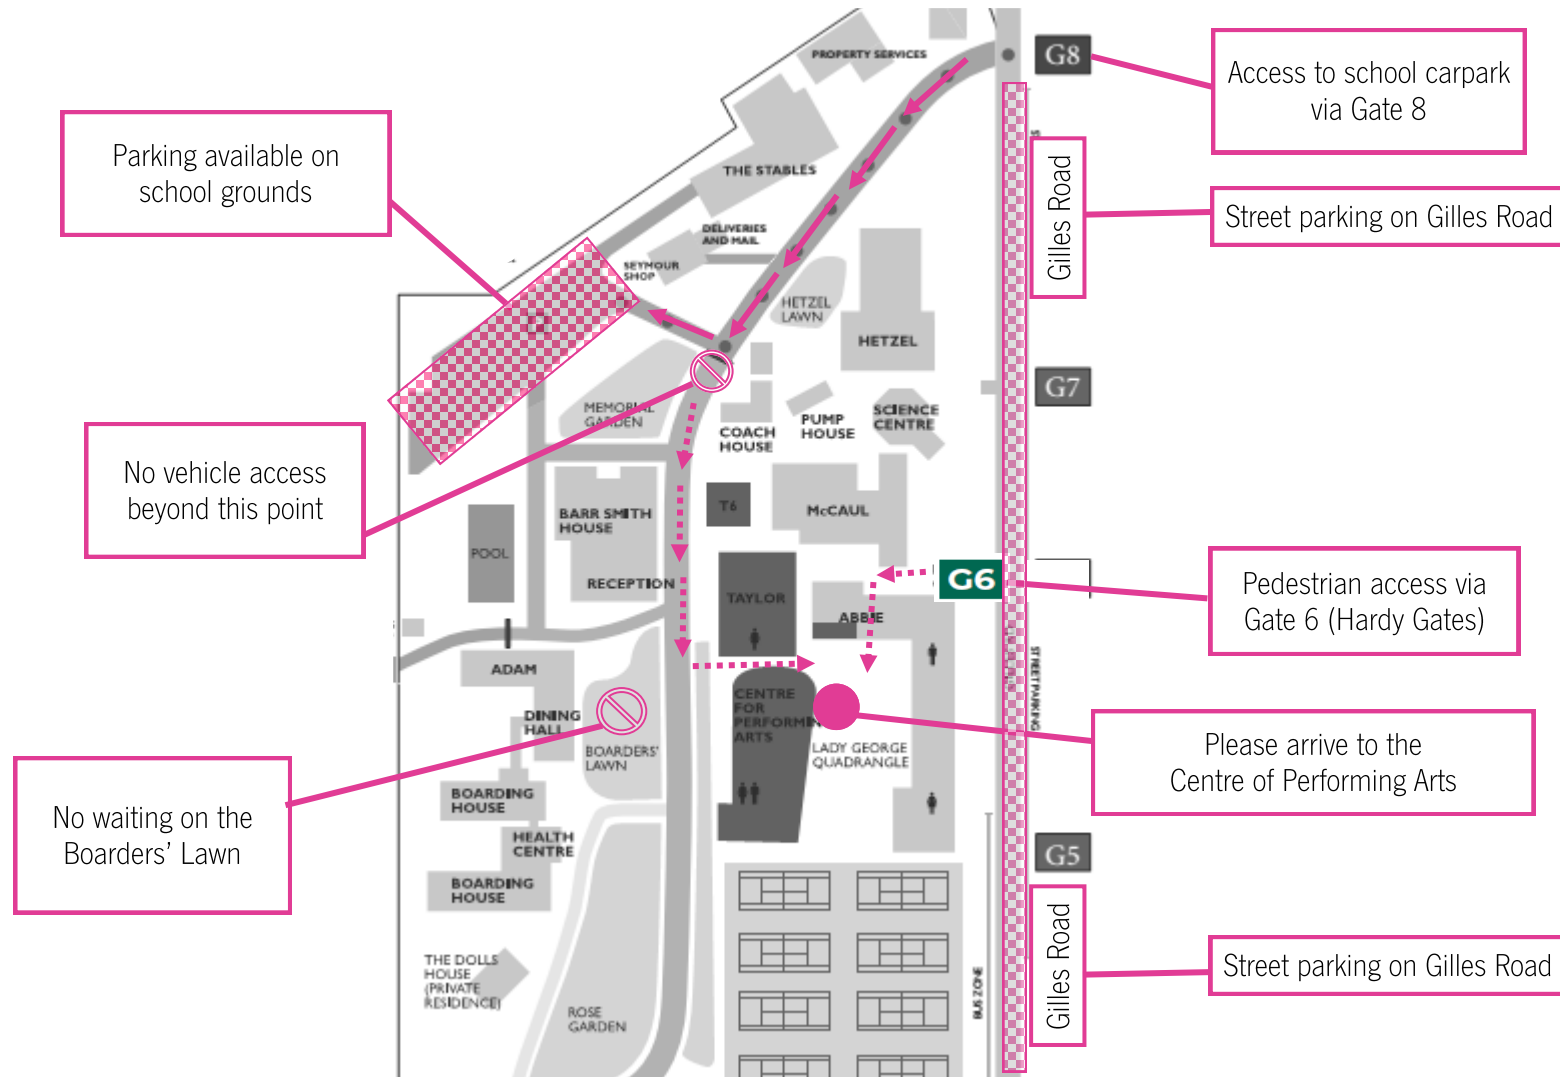 PROPERTY SERVICES
G8
Access to school carpark
via Gate 8
Parking available on
school grounds
THE STABLES
Gilles Road
Street parking on Gilles Road
DELIVERIES
AND MAIL
SEYMOUR
SHOP
HETZEL
LAWN
HETZEL
G7
MEMORIAL
GARDEN
COACH
HOUSE
PUMP
HOUSE
SCIENCE
CENTRE
No vehicle access
beyond this point
BARR SMITH
HOUSE
T6
McCAUL
POOL
RECEPTION
TAYLOR
ABBIE
G6
Pedestrian access via
Gate 6 (Hardy Gates)
STREET PARKING
ADAM
DINING
HALL
CENTRE
FOR
PERFORMIN
ARTS
BOARDERS'
LAWN
LADY GEORGE
QUADRANGLE
Please arrive to the
Centre of Performing Arts
No waiting on the
Boarders’ Lawn
BOARDING
HOUSE
HEALTH
CENTRE
BOARDING
HOUSE
G5
THE DOLLS
HOUSE
(PRIVATE
RESIDENCE)
ROSE
GARDEN
BUS ZONE
Gilles Road
Street parking on Gilles Road